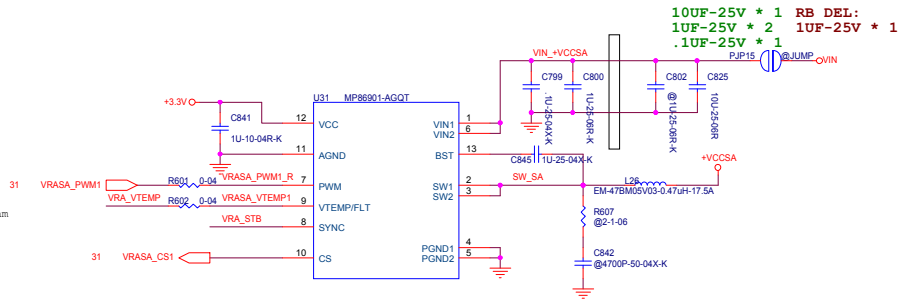 10UF-25V * 1 RB DEL:
1UF-25V * 2 1UF-25V * 1
.1UF-25V * 1
PJP15 @JUMP
VIN
VIN_+VCCSA
C799
.1U-25-04X-K
C800
1U-25-06R-K
C802
@1U-25-06R-K
C825
10U-25-06R
+3.3V
C841
1U-10-04R-K
U31 MP86901-AGQT
12 VCC
11 AGND
7 PWM
9 VTEMP/FLT
8 SYNC
10 CS
VIN1 1
VIN2 6
BST 13
SW1 2
SW2 3
PGND1 4
PGND2 5
C845 1U-25-04X-K
SW_SA
+VCCSA
L26
EM-47BM05V03-0.47uH-17.5A
R607
@2-1-06
C842
@4700P-50-04X-K
31 VRASA_PWM1
R601 0-04 VRASA_PWM1_R
VRA_VTEMP
R602 0-04 VRASA_VTEMP1
VRA_STB
31 VRASA_CS1
am